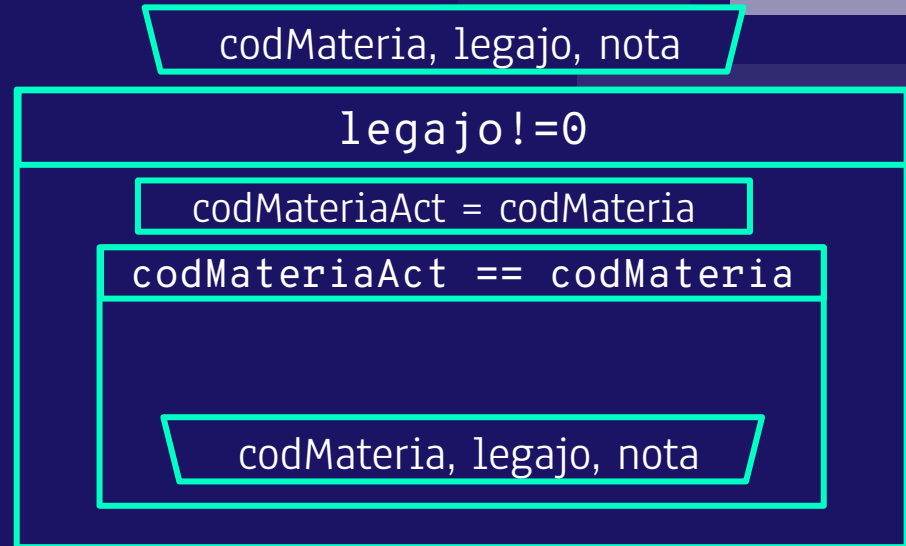 codMateria, legajo, nota
legajo!=0
codMateriaAct = codMateria
codMateriaAct == codMateria
codMateria, legajo, nota